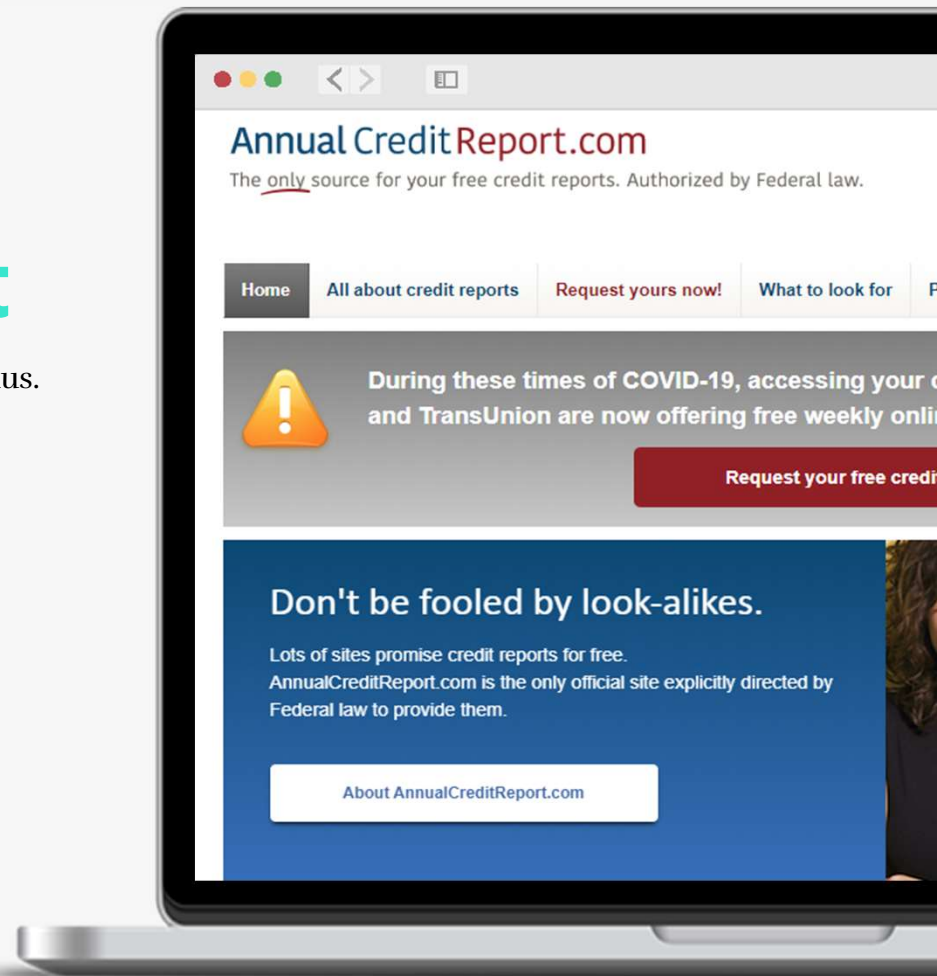 AnnualCreditReport.com
The only source for your free credit reports. Authorized by Federal law.
Home All about credit reports Request yours now! What to look for
During these times of COVID-19, accessing your
and TransUnion are now offering free weekly
Request your free
Don't be fooled by look-alikes.
Lots of sites promise credit reports for free.
AnnualCreditReport.com is the only official site explicitly directed by
Federal law to provide them.
About AnnualCreditReport.com